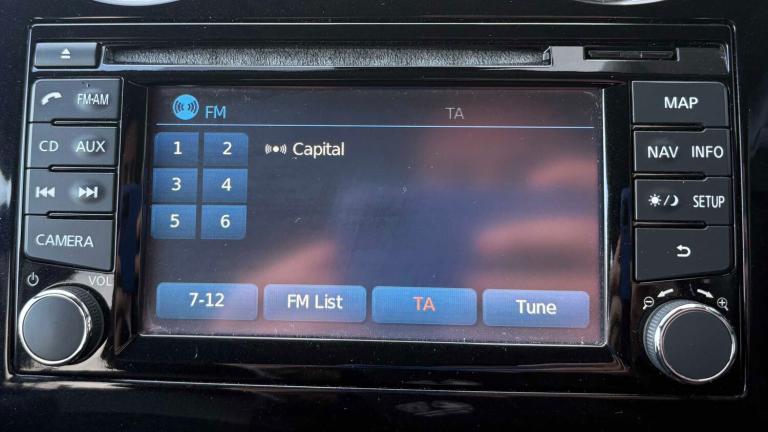 FM-AM
CD AUX
CAMERA
VOL
FM TA
1 2
3 4
5 6
Capital
7-12 FM List TA Tune
MAP
NAV INFO
SETUP